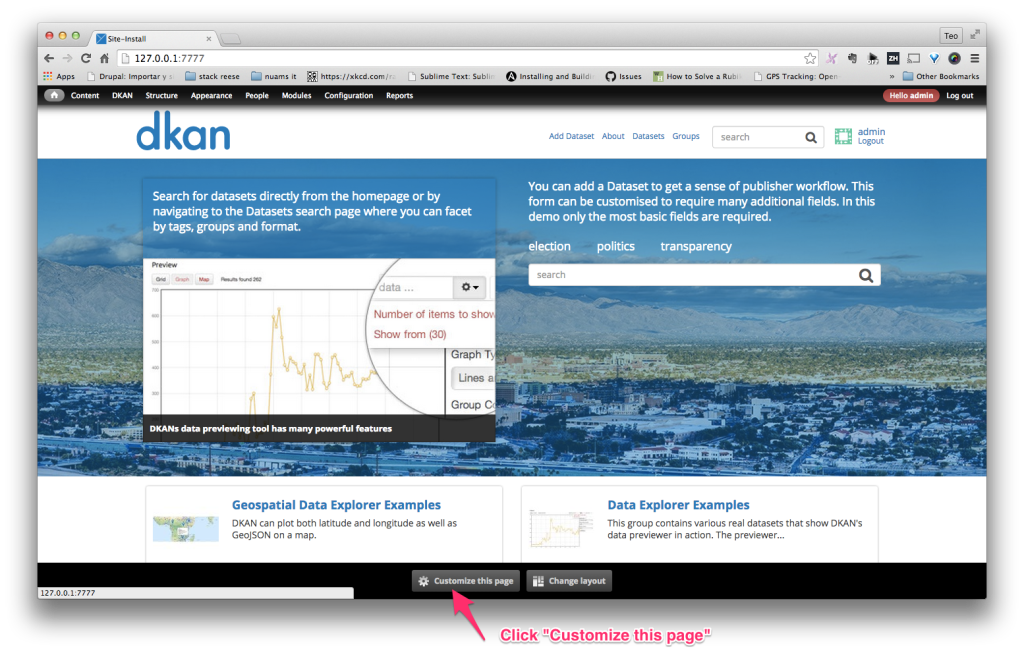 Site-Install
Teo
127.0.0.1:7777
Apps
Drupal: Importar y s
stack reese
nuams it
https://xkcd.com/ra
Sublime Text: Sublim
Installing and Buildi
Issues
How to Solve a Rubi
GPS Tracking: Open
»
Other Bookmarks
Content DKAN Structure Appearance People Modules Configuration Reports
Hello admin Log out
dkan
Add Dataset About Datasets Groups
search
admin
Logout
Search for datasets directly from the homepage or by
navigating to the Datasets search page where you can facet
by tags, groups and format.
Preview
Grid Graph Map Results found 262
data ...
Number of items to show
Show from (30)
Graph Ty
Lines a
Group Co
DKANs data previewing tool has many powerful features
You can add a Dataset to get a sense of publisher workflow. This
form can be customised to require many additional fields. In this
demo only the most basic fields are required.
election politics transparency
search
Geospatial Data Explorer Examples
DKAN can plot both latitude and longitude as well as
GeoJSON on a map.
Data Explorer Examples
This group contains various real datasets that show DKAN's
data previewer in action. The previewer...
Customize this page
Change layout
127.0.0.1:7777
Click "Customize this page"